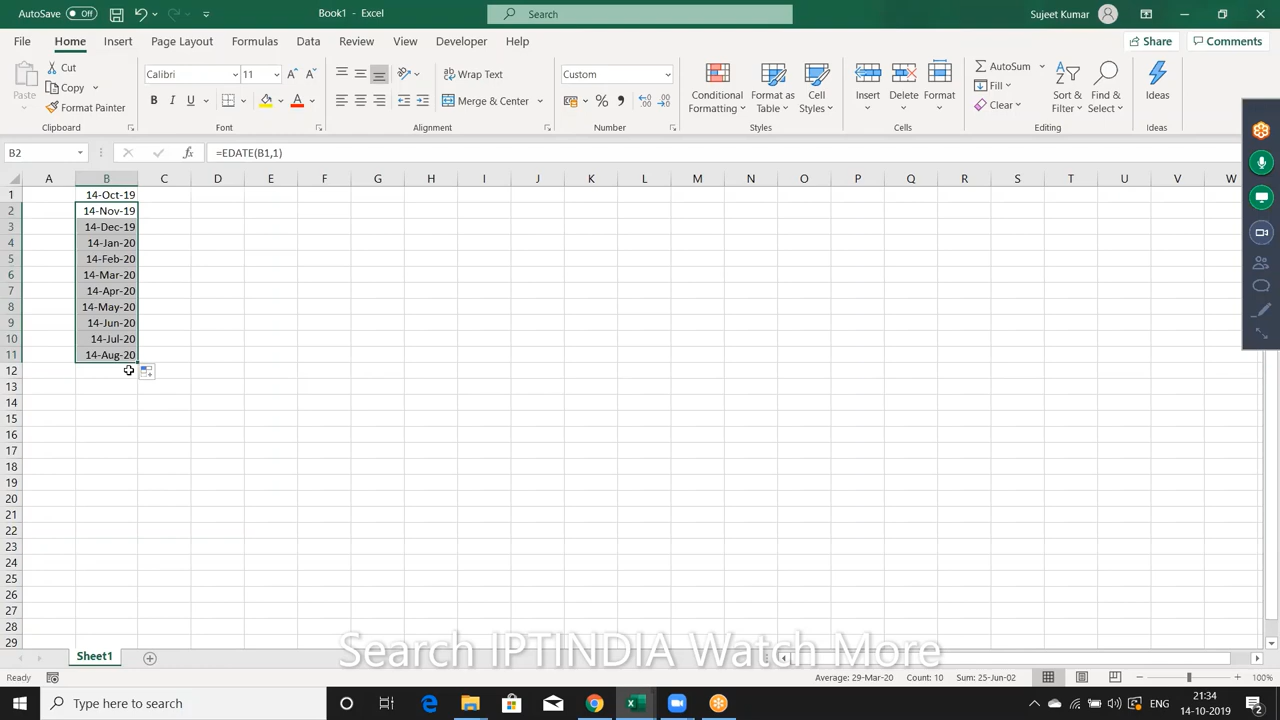 AutoSave Off Book1 - Excel Search Sujeet Kumar
File Home Insert Page Layout Formulas Data Review View Developer Help Share Comments
Paste Cut Copy Format Painter Clipboard
Calibri 11 B I U A Font
Wrap Text Merge & Center Alignment
Custom % Number
Conditional Formatting Format as Table Cell Styles Styles
Insert Delete Format Cells
AutoSum Fill Clear Sort & Filter Find & Select Editing
Ideas Ideas
B2 fx =EDATE(B1,1)
A B C D E F G H I J K L M N O P Q R S T U V W
1 14-Oct-19
2 14-Nov-19
3 14-Dec-19
4 14-Jan-20
5 14-Feb-20
6 14-Mar-20
7 14-Apr-20
8 14-May-20
9 14-Jun-20
10 14-Jul-20
11 14-Aug-20
12
13
14
15
16
17
18
19
20
21
22
23
24
25
26
27
28
29
Search IPTINDIA Watch More
Sheet1
Ready Average: 29-Mar-20 Count: 10 Sum: 25-Jun-02 100%
Type here to search ENG 21:34 14-10-2019 2